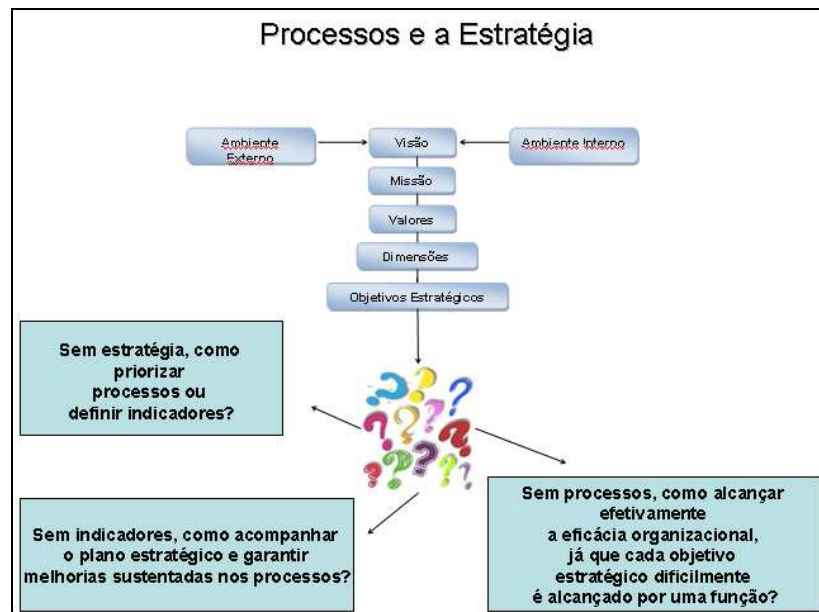 Processos e a Estratégia
Ambiente
Externo
Visão
Ambiente Interno
Missão
Valores
Dimensões
Objetivos Estratégicos
Sem estratégia, como
priorizar
processos ou
definir indicadores?
Sem indicadores, como acompanhar
o plano estratégico e garantir
melhorias sustentadas nos processos?
Sem processos, como alcançar
efetivamente
a eficácia organizacional,
já que cada objetivo
estratégico dificilmente
é alcançado por uma função?